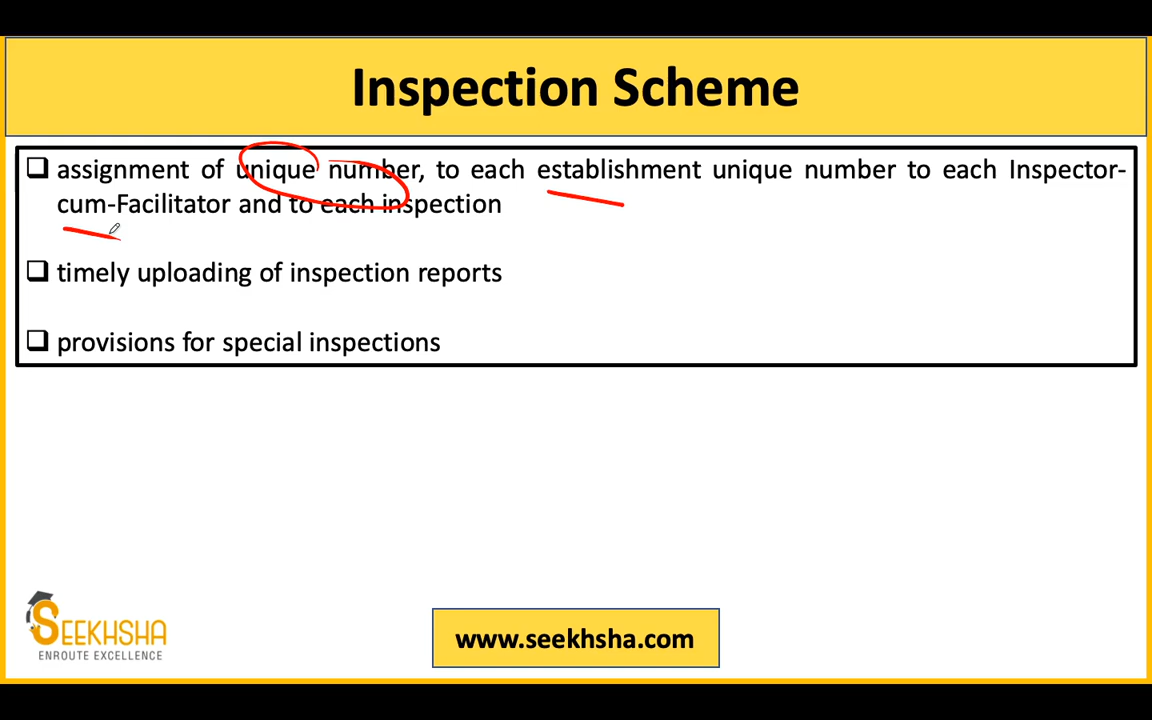 Inspection Scheme
assignment of unique number, to each establishment unique number to each Inspector-
cum-Facilitator and to each inspection
timely uploading of inspection reports
provisions for special inspections
SEEKHSHA
ENROUTE EXCELLENCE
www.seekhsha.com